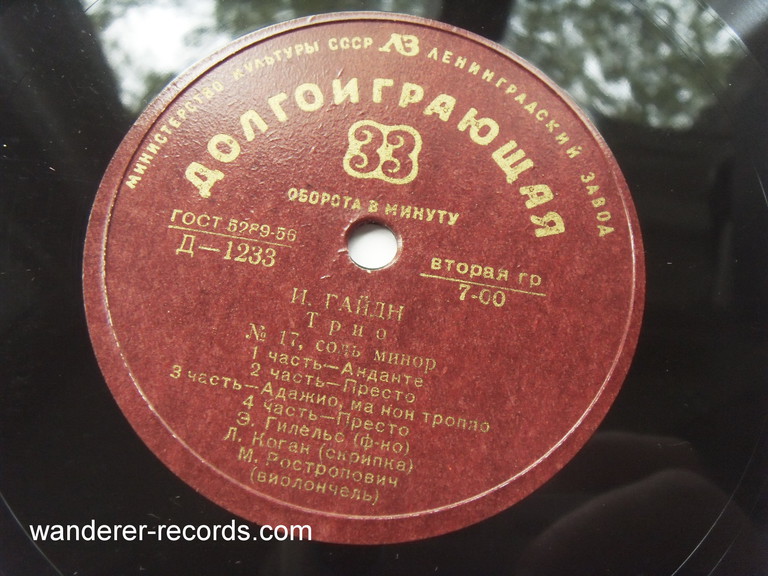 МИНИСТЕРСТВО КУЛЬТУРЫ СССР ЛЗ ЛЕНИНГРАДСКИЙ ЗАВОД
ДОЛГОИГРАЮЩАЯ
33
ОБОРОТА В МИНУТУ
ГОСТ 5289-56
Д—1233
вторая гр
7-00
И. ГАЙДН
Трио
№ 17, соль минор
1 часть—Анданте
2 часть—Престо
3 часть—Адажио, ма нон троппо
4 часть—Престо
Э. Гилельс (ф-но)
Л. Коган (скрипка)
М. Ростропович
(виолончель)
wanderer-records.com